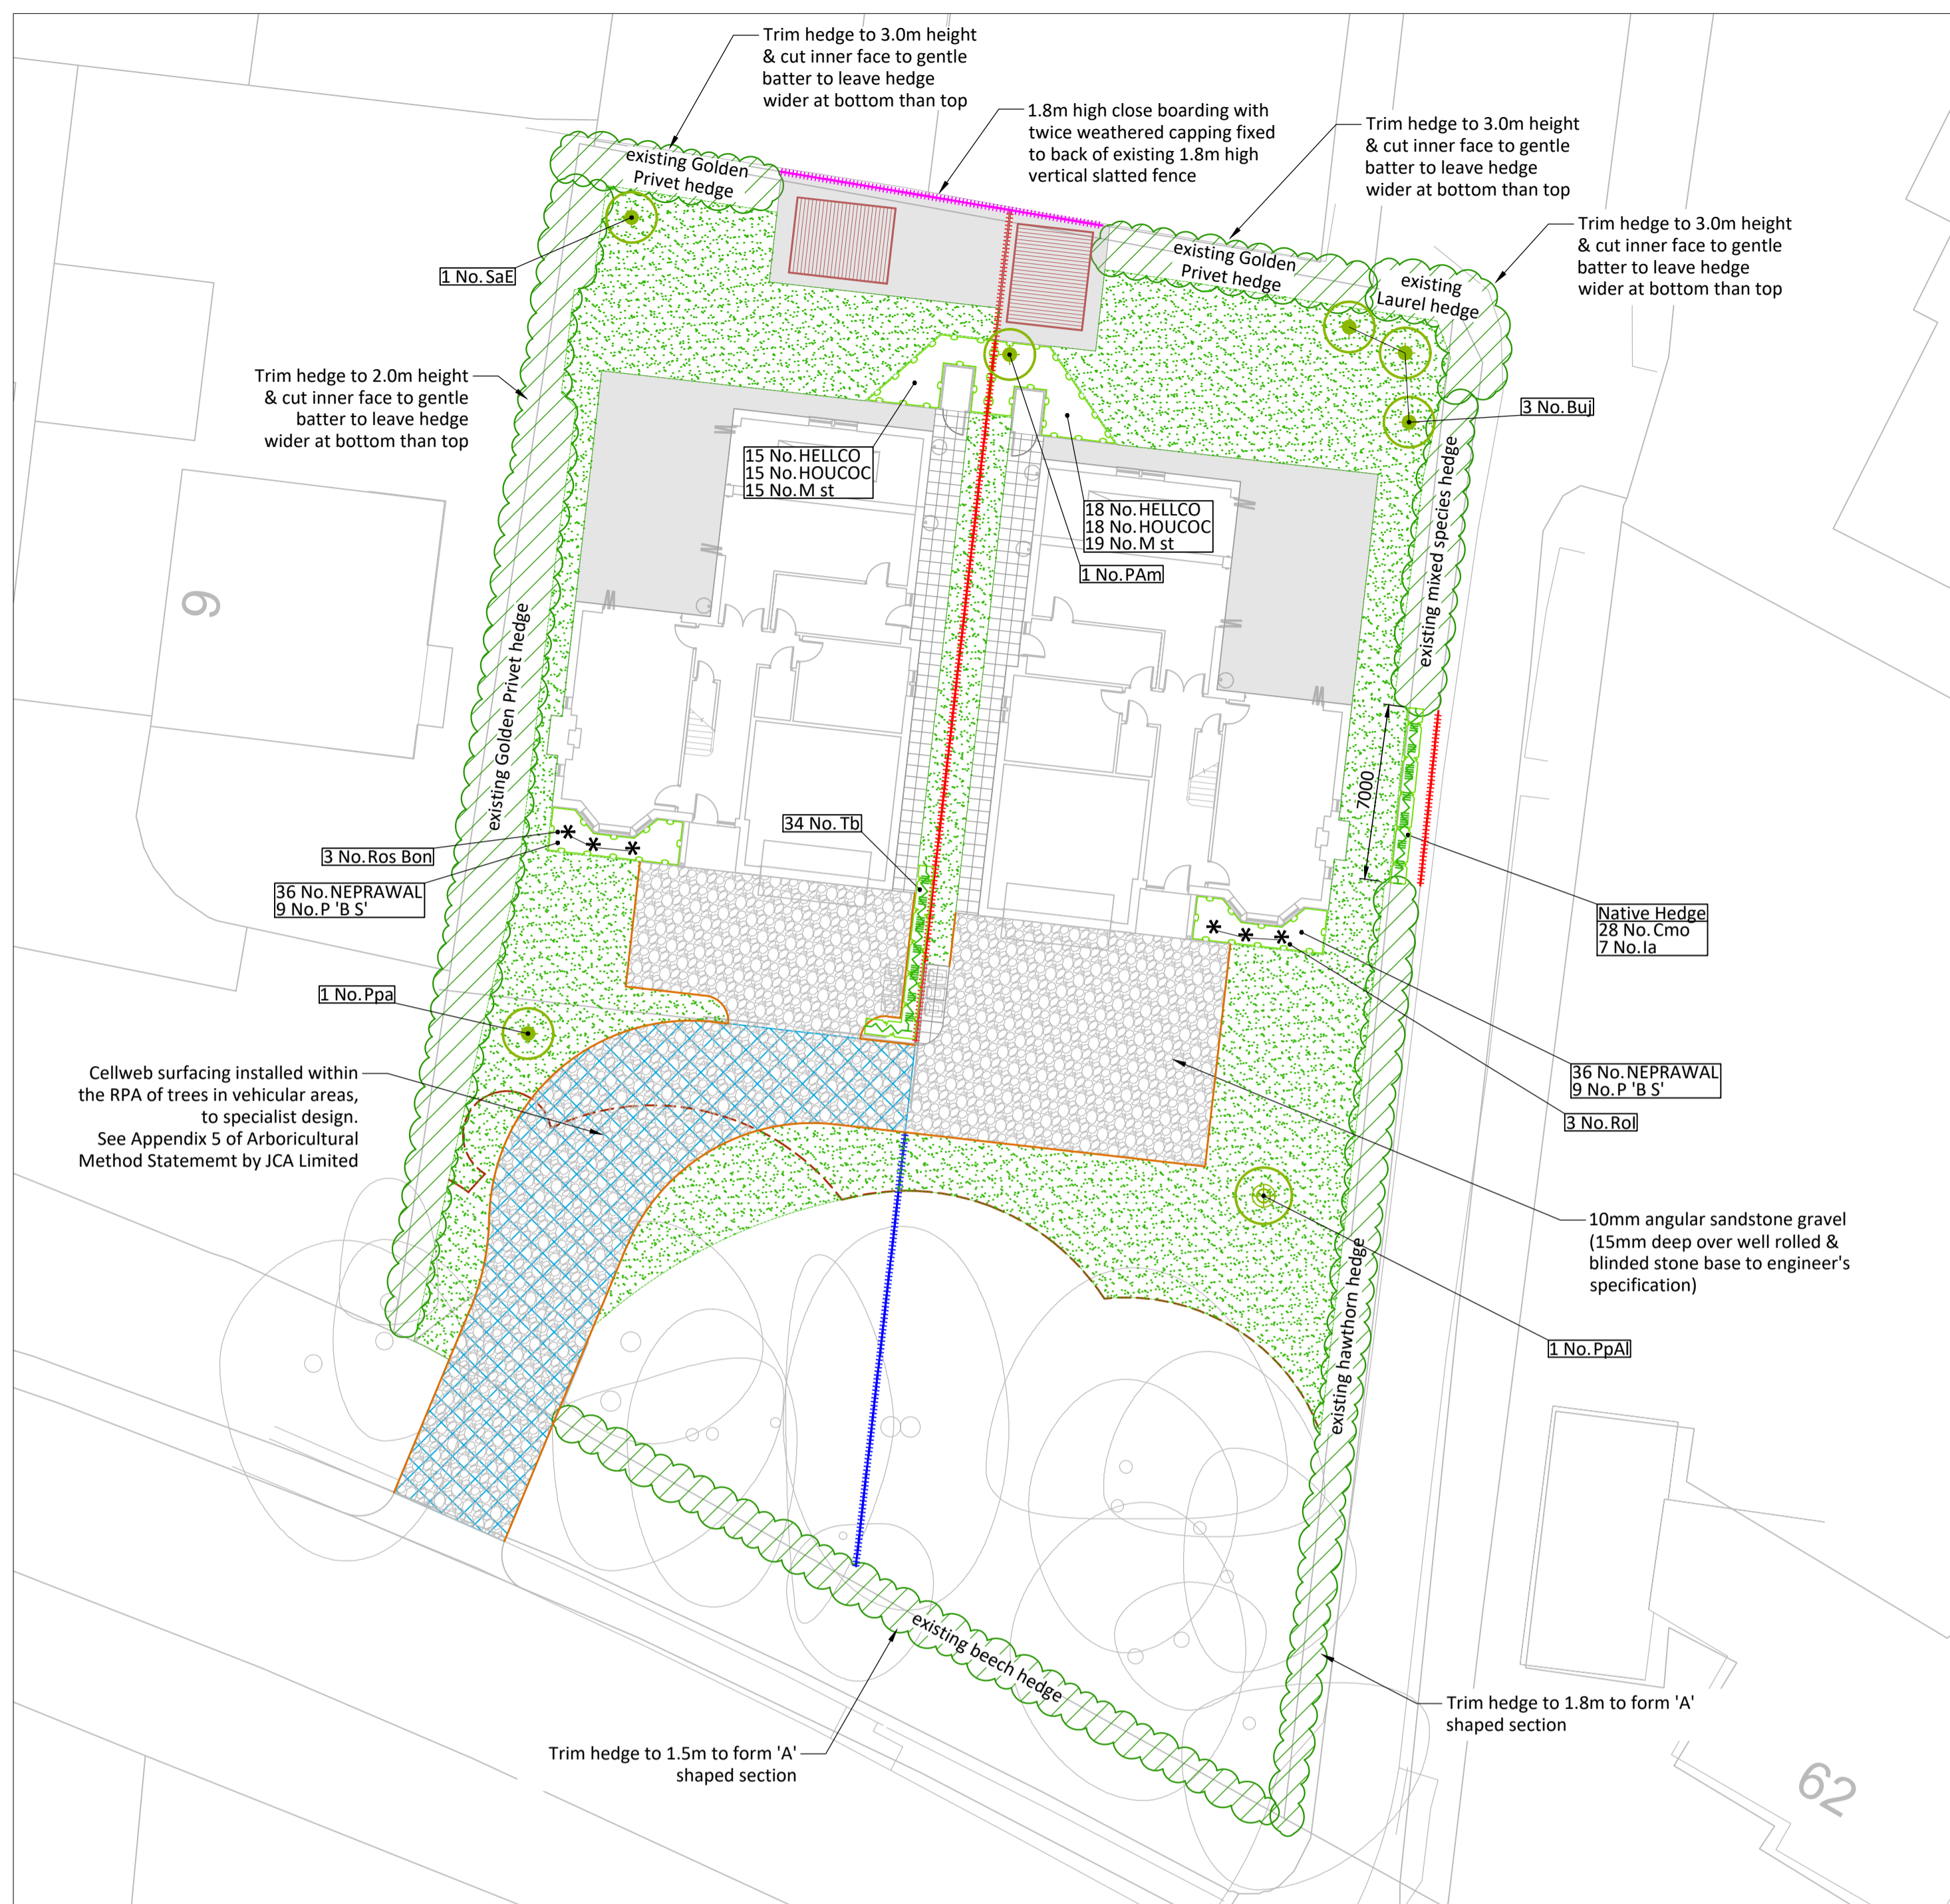 Trim hedge to 3.0m height
& cut inner face to gentle
batter to leave hedge
wider at bottom than top
1.8m high close boarding with
twice weathered capping fixed
to back of existing 1.8m high
vertical slatted fence
Trim hedge to 3.0m height
& cut inner face to gentle
batter to leave hedge
wider at bottom than top
Trim hedge to 3.0m height
& cut inner face to gentle
batter to leave hedge
wider at bottom than top
existing Golden
Privet hedge
existing Golden
Privet hedge
existing
Laurel hedge
1 No. SaE
Trim hedge to 2.0m height
& cut inner face to gentle
batter to leave hedge
wider at bottom than top
3 No. Buj
15 No. HELLCO
15 No. HOUCOC
15 No. M st
18 No. HELLCO
18 No. HOUCOC
19 No. M st
1 No. PAm
existing mixed species hedge
9
existing Golden Privet hedge
7000
34 No. Tb
3 No. Ros Bon
36 No. NEPRAWAL
9 No. P 'B S'
Native Hedge
28 No. Cmo
7 No. Ia
1 No. Ppa
36 No. NEPRAWAL
9 No. P 'B S'
3 No. Rol
Cellweb surfacing installed within
the RPA of trees in vehicular areas,
to specialist design.
See Appendix 5 of Arboricultural
Method Statememt by JCA Limited
10mm angular sandstone gravel
(15mm deep over well rolled &
blinded stone base to engineer's
specification)
existing hawthorn hedge
1 No. PpAl
existing beech hedge
Trim hedge to 1.8m to form 'A'
shaped section
Trim hedge to 1.5m to form 'A'
shaped section
62